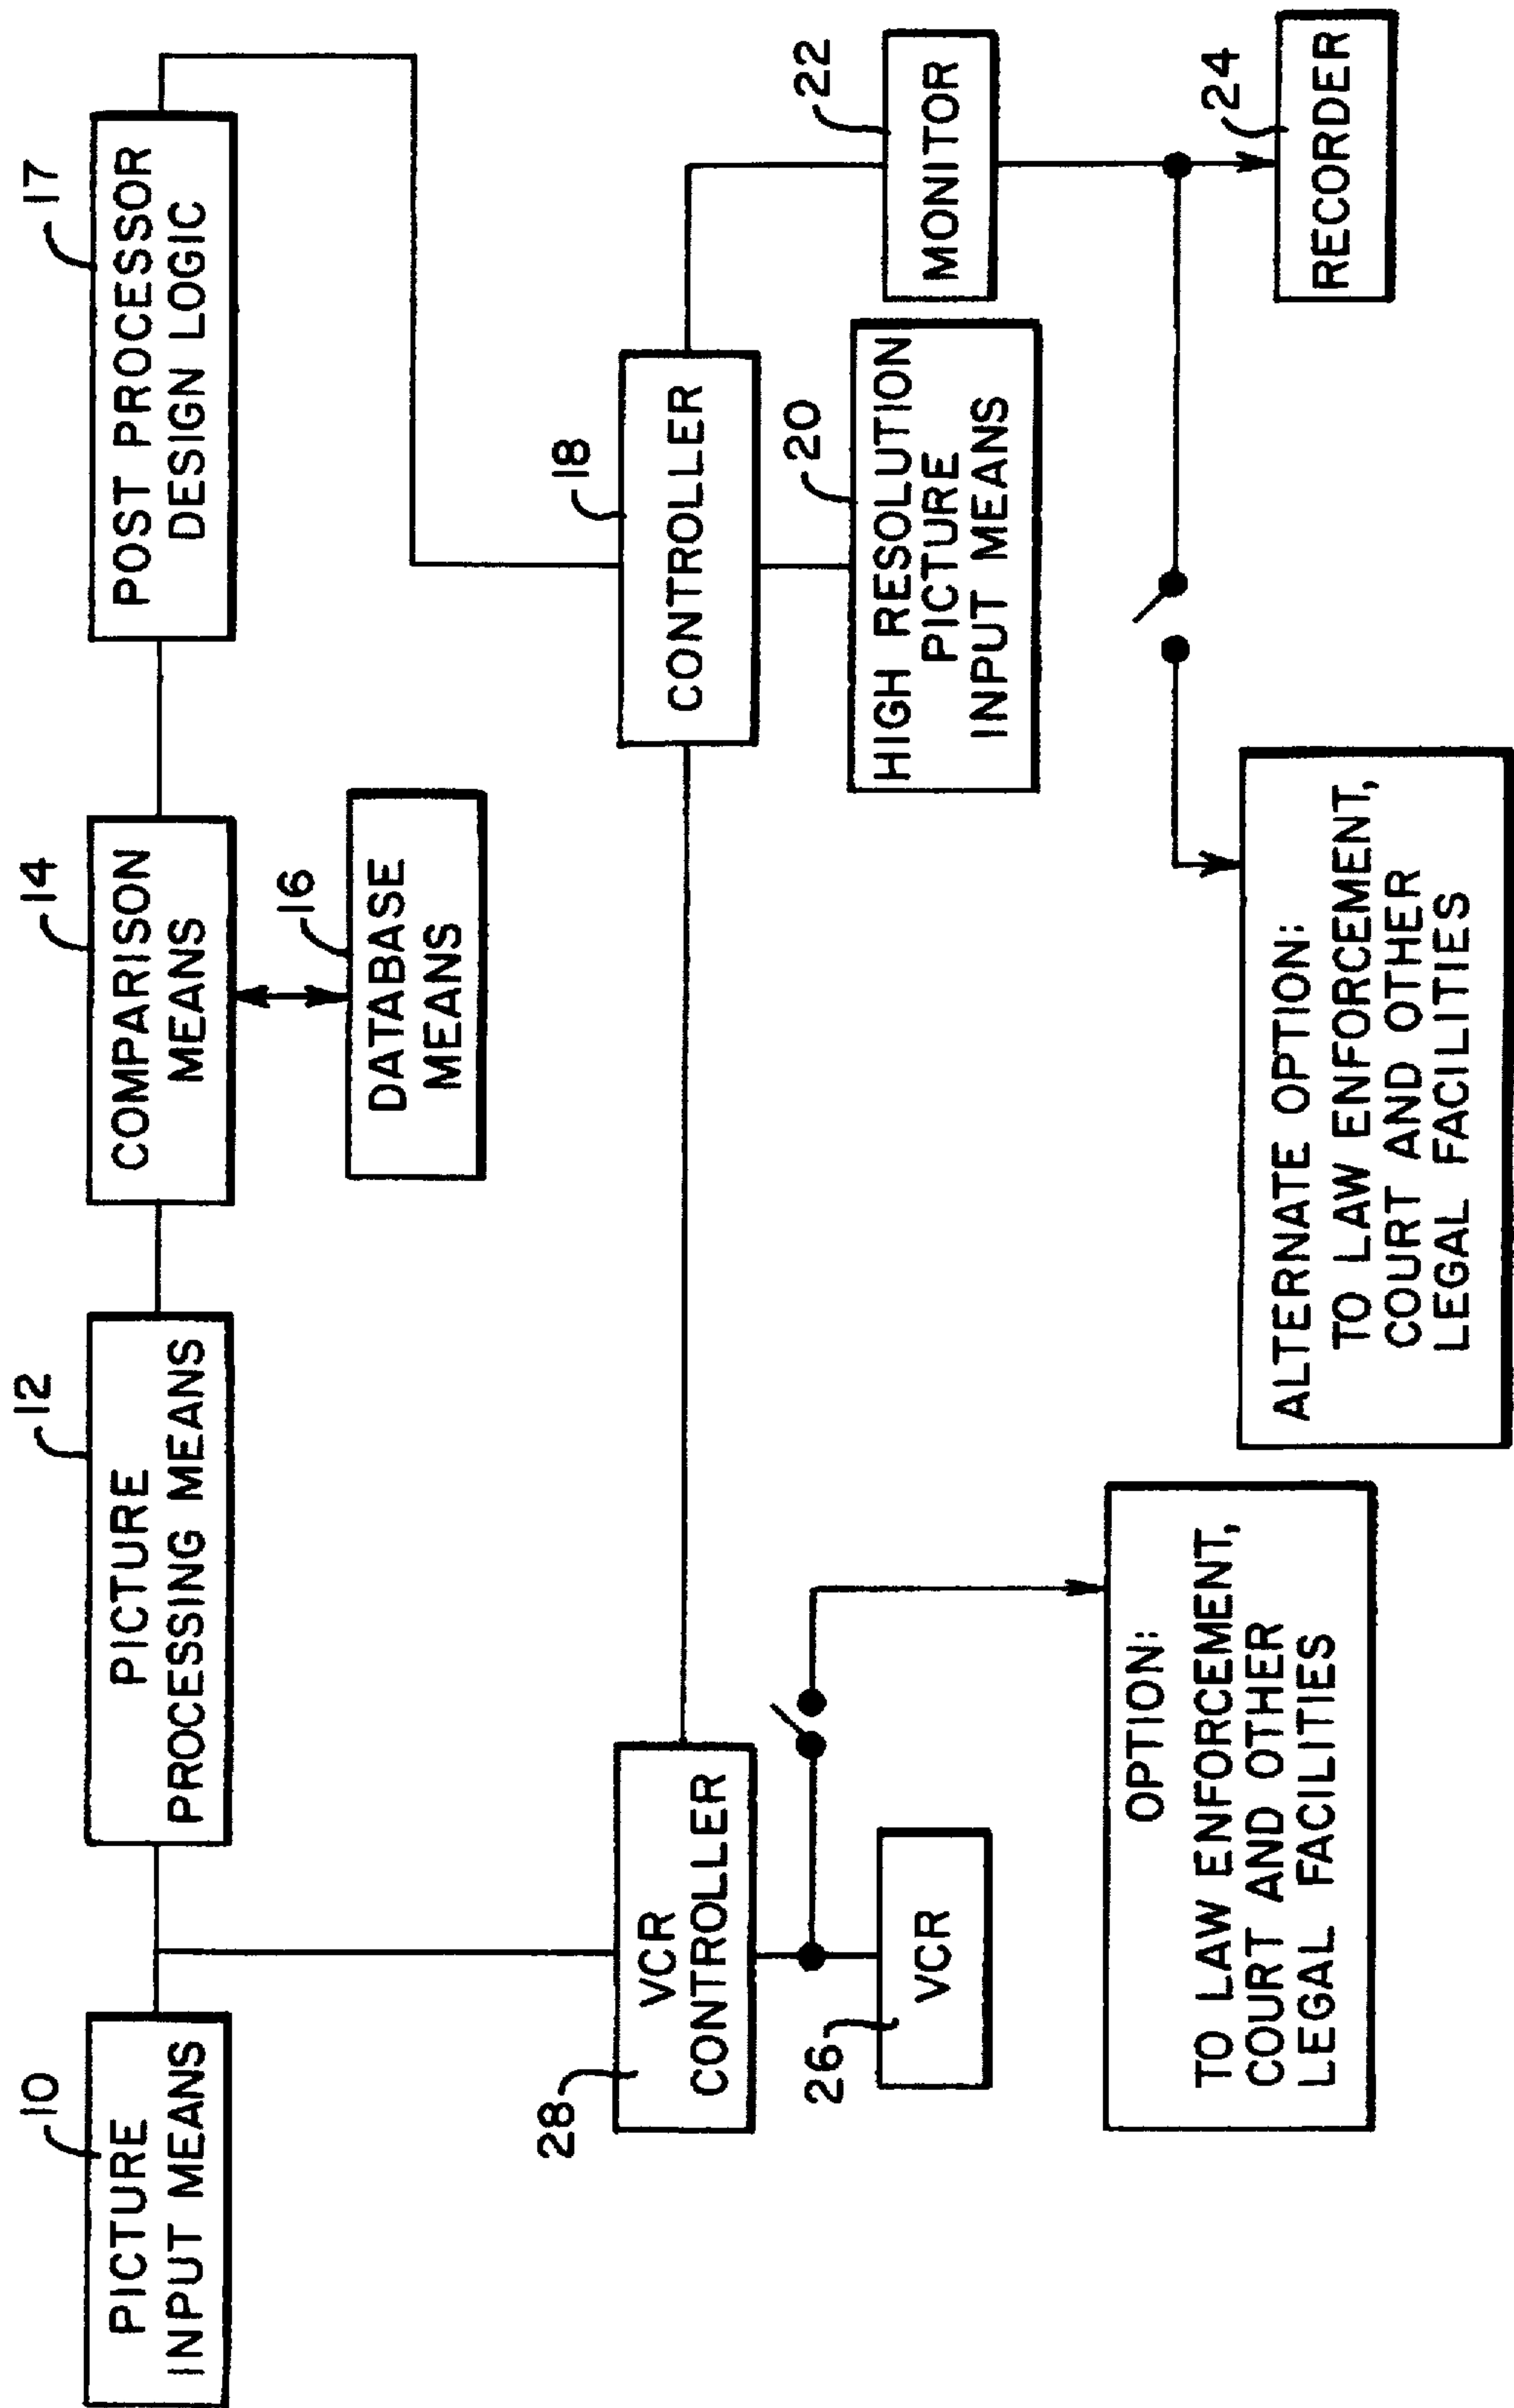 10
PICTURE
INPUT MEANS
12
PICTURE
PROCESSING MEANS
14
COMPARISON
MEANS
16
DATABASE
MEANS
17
POST PROCESSOR
DESIGN LOGIC
28
VCR
CONTROLLER
26
VCR
18
CONTROLLER
20
HIGH RESOLUTION
PICTURE
INPUT MEANS
22
MONITOR
24
RECORDER
OPTION:
TO LAW ENFORCEMENT,
COURT AND OTHER
LEGAL FACILITIES
ALTERNATE OPTION:
TO LAW ENFORCEMENT,
COURT AND OTHER
LEGAL FACILITIES